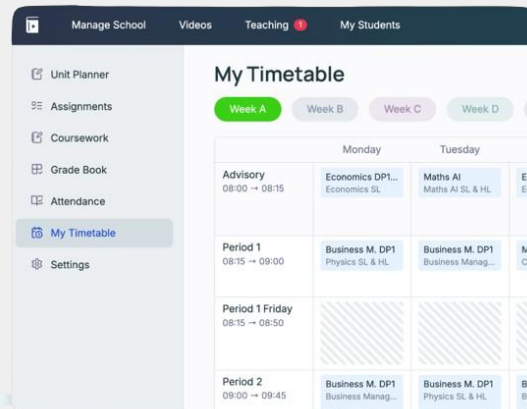 Manage School
Videos
Teaching 1
My Students
Unit Planner
Assignments
Coursework
Grade Book
Attendance
My Timetable
Settings
My Timetable
Week A
Week B
Week C
Week D
Monday
Tuesday
Advisory
08:00 → 08:15
Economics DP1...
Economics SL
Maths AI
Maths AI SL & HL
E
E
Period 1
08:15 → 09:00
Business M. DP1
Physics SL & HL
Business M. DP1
Business Manag...
M
C
Period 1 Friday
08:15 → 08:50
Period 2
09:00 → 09:45
Business M. DP1
Business Manag...
Business M. DP1
Physics SL & HL
B